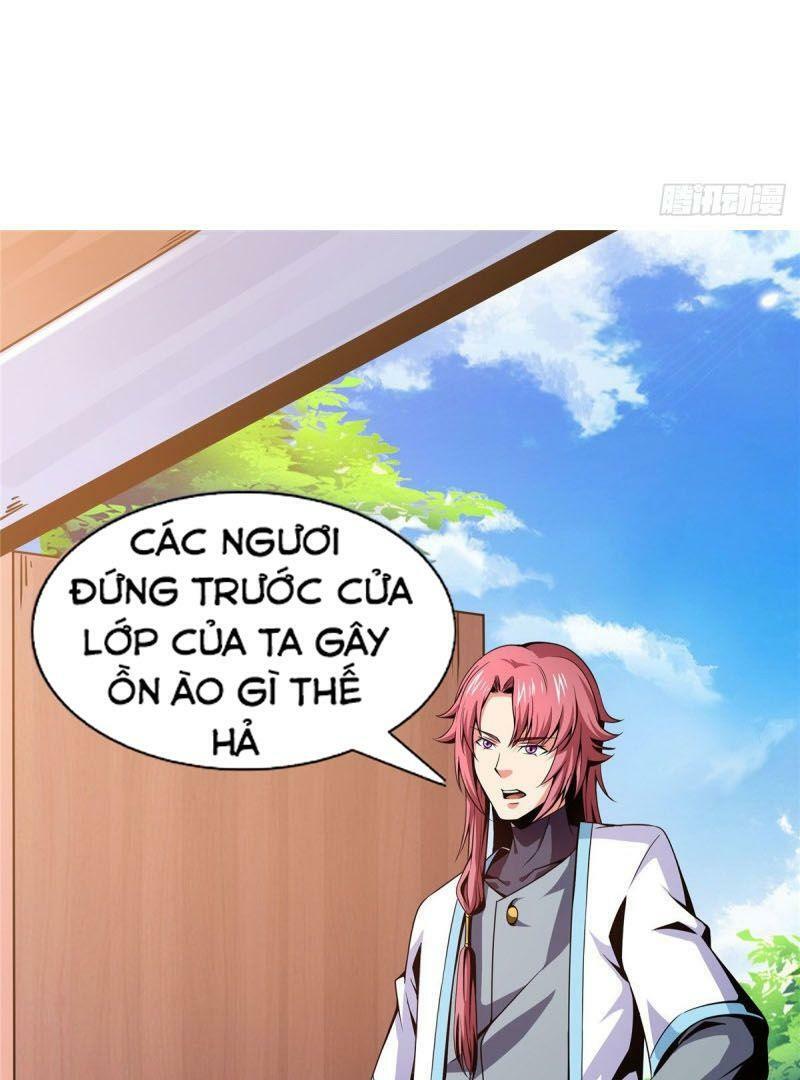 腾讯动漫
CÁC NGƯƠI
ĐỨNG TRƯỚC CỬA
LỚP CỦA TA GÂY
ỒN ÀO GÌ THẾ
HẢ